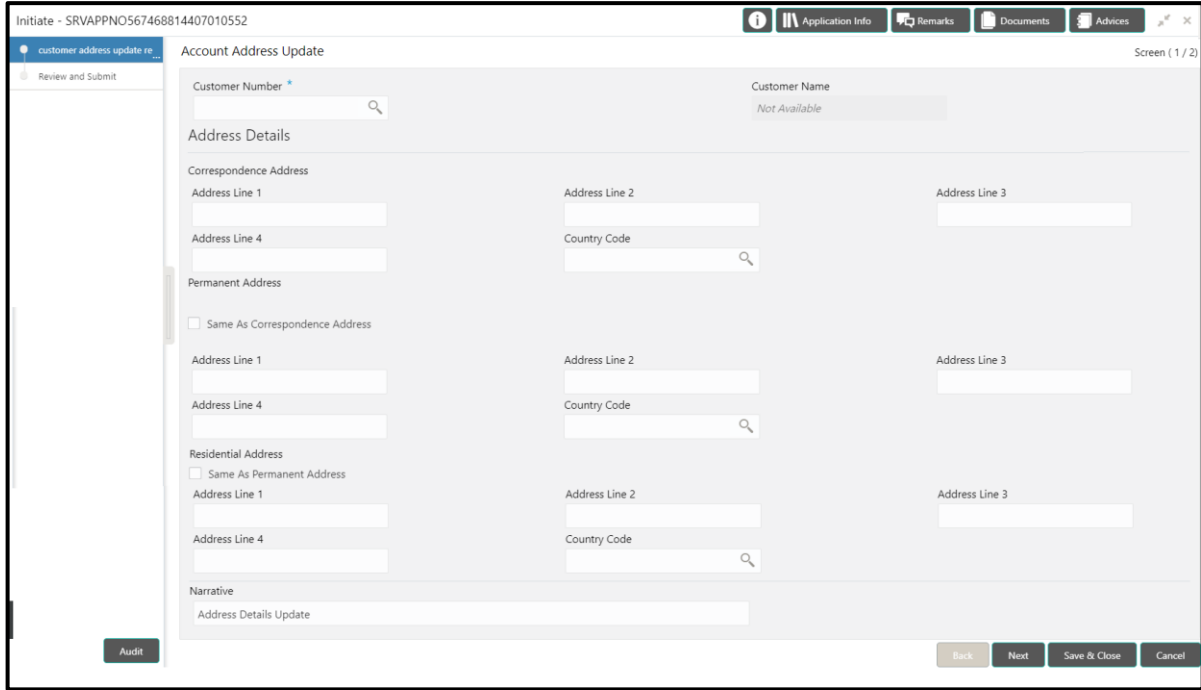 Initiate - SRVAPPNO567468814407010552
Application Info Remarks Documents Advices
customer address update re...
Review and Submit
Account Address Update
Screen ( 1 / 2)
Customer Number *
Customer Name
Not Available
Address Details
Correspondence Address
Address Line 1 Address Line 2 Address Line 3
Address Line 4 Country Code
Permanent Address
Same As Correspondence Address
Address Line 1 Address Line 2 Address Line 3
Address Line 4 Country Code
Residential Address
Same As Permanent Address
Address Line 1 Address Line 2 Address Line 3
Address Line 4 Country Code
Narrative
Address Details Update
Audit
Back Next Save & Close Cancel